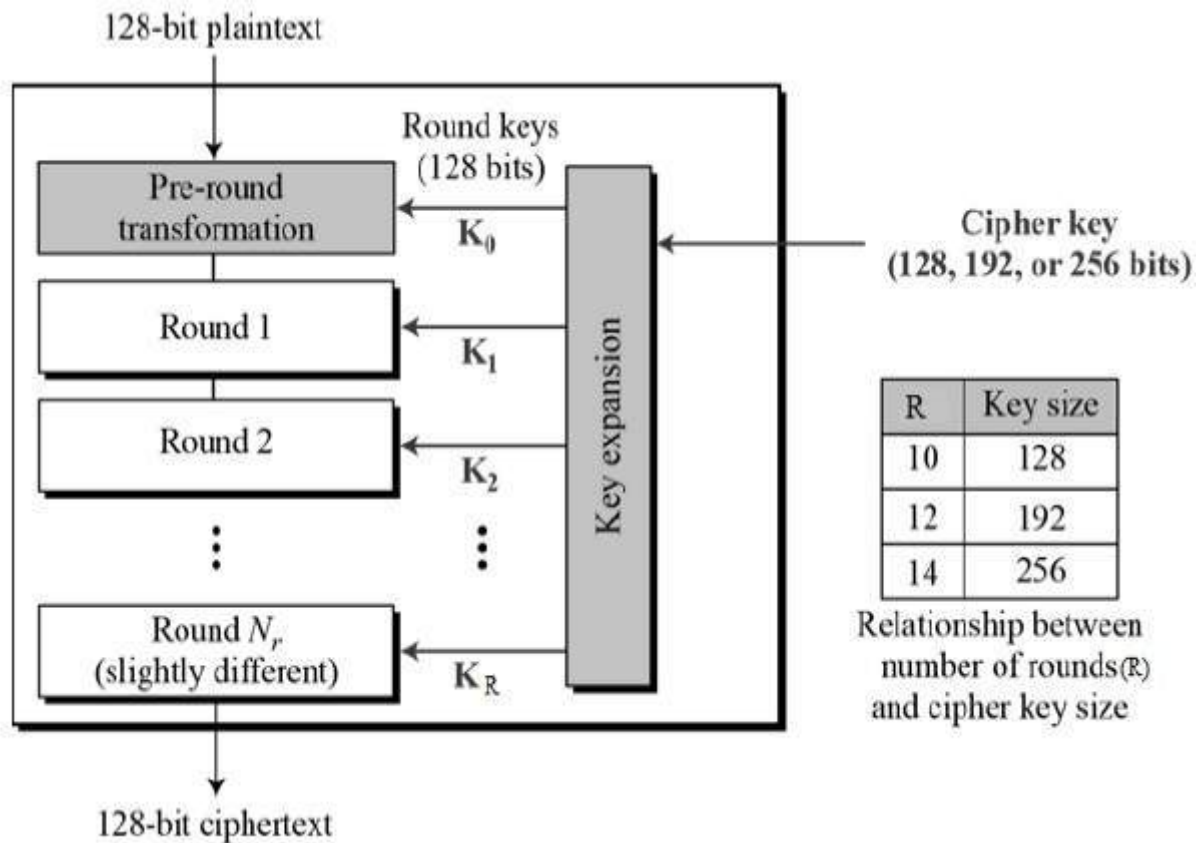 128-bit plaintext
Round keys
(128 bits)
Pre-round
transformation
K0
Cipher key
(128, 192, or 256 bits)
Round 1
K1
Key expansion
R Key size
Round 2
K2
10 128
12 192
14 256
Round Nr
(slightly different)
KR
Relationship between
number of rounds(R)
and cipher key size
128-bit ciphertext